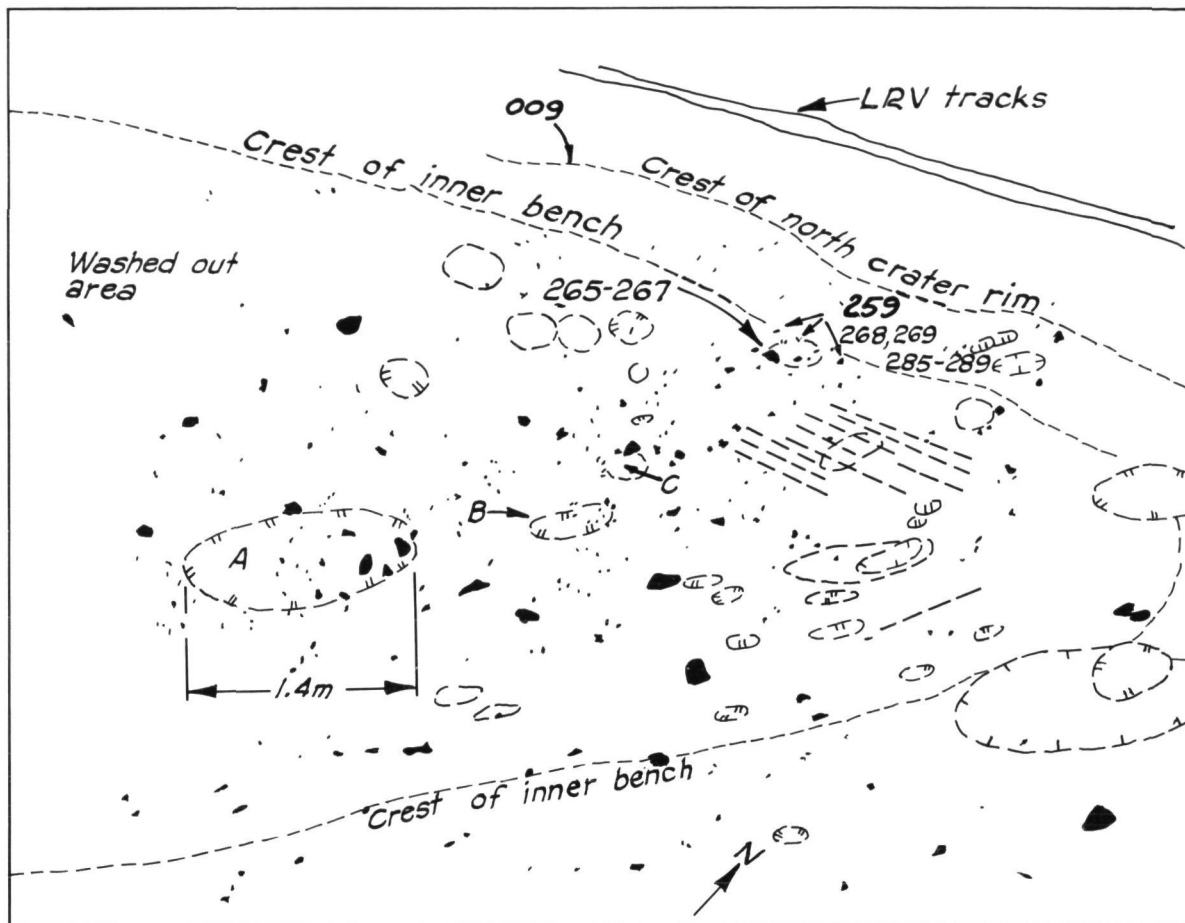 LRV tracks
009
Crest of inner bench
Crest of north crater rim
Washed out
area
265-267
259
268,269
285-289
C
B
A
1.4m
Crest of inner bench
N